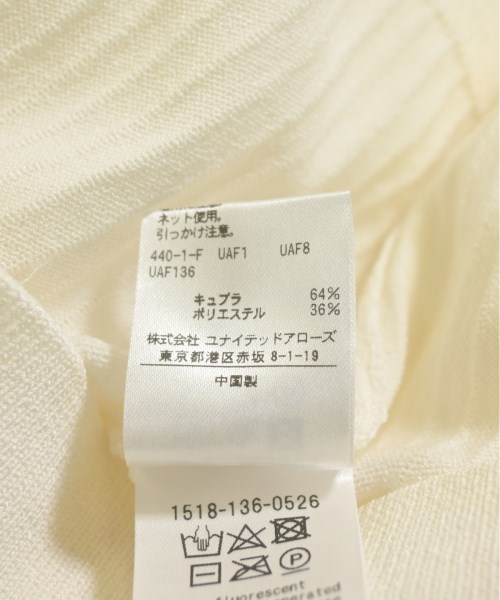 ネット使用。
引っかけ注意。
440-1-F UAF1 UAF8
UAF136
キュプラ 64%
ポリエステル 36%
株式会社 ユナイテッドアローズ
東京都港区赤坂 8-1-19
中国製
1518-136-0526
P
fluorescent